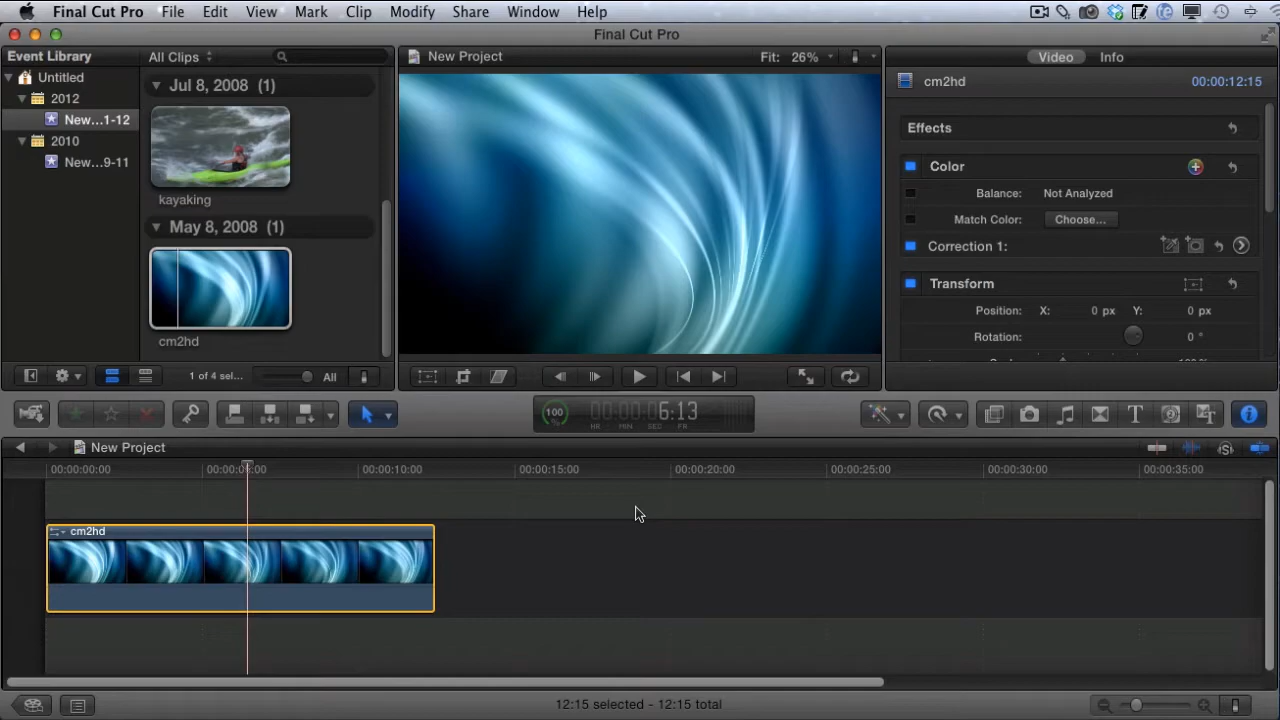 Final Cut Pro File Edit View Mark Clip Modify Share Window Help
Final Cut Pro
Event Library
All Clips
Untitled
2012
New...1-12
2010
New...9-11
Jul 8, 2008 (1)
kayaking
May 8, 2008 (1)
cm2hd
1 of 4 sel... All
New Project Fit: 26%
Video Info
cm2hd 00:00:12:15
Effects
Color
Balance: Not Analyzed
Match Color: Choose...
Correction 1:
Transform
Position: X: 0 px Y: 0 px
Rotation: 0 °
100 % 00:00:06:13
HR MIN SEC FR
New Project
00:00:00:00 00:00:05:00 00:00:10:00 00:00:15:00 00:00:20:00 00:00:25:00 00:00:30:00 00:00:35:00
cm2hd
12:15 selected - 12:15 total